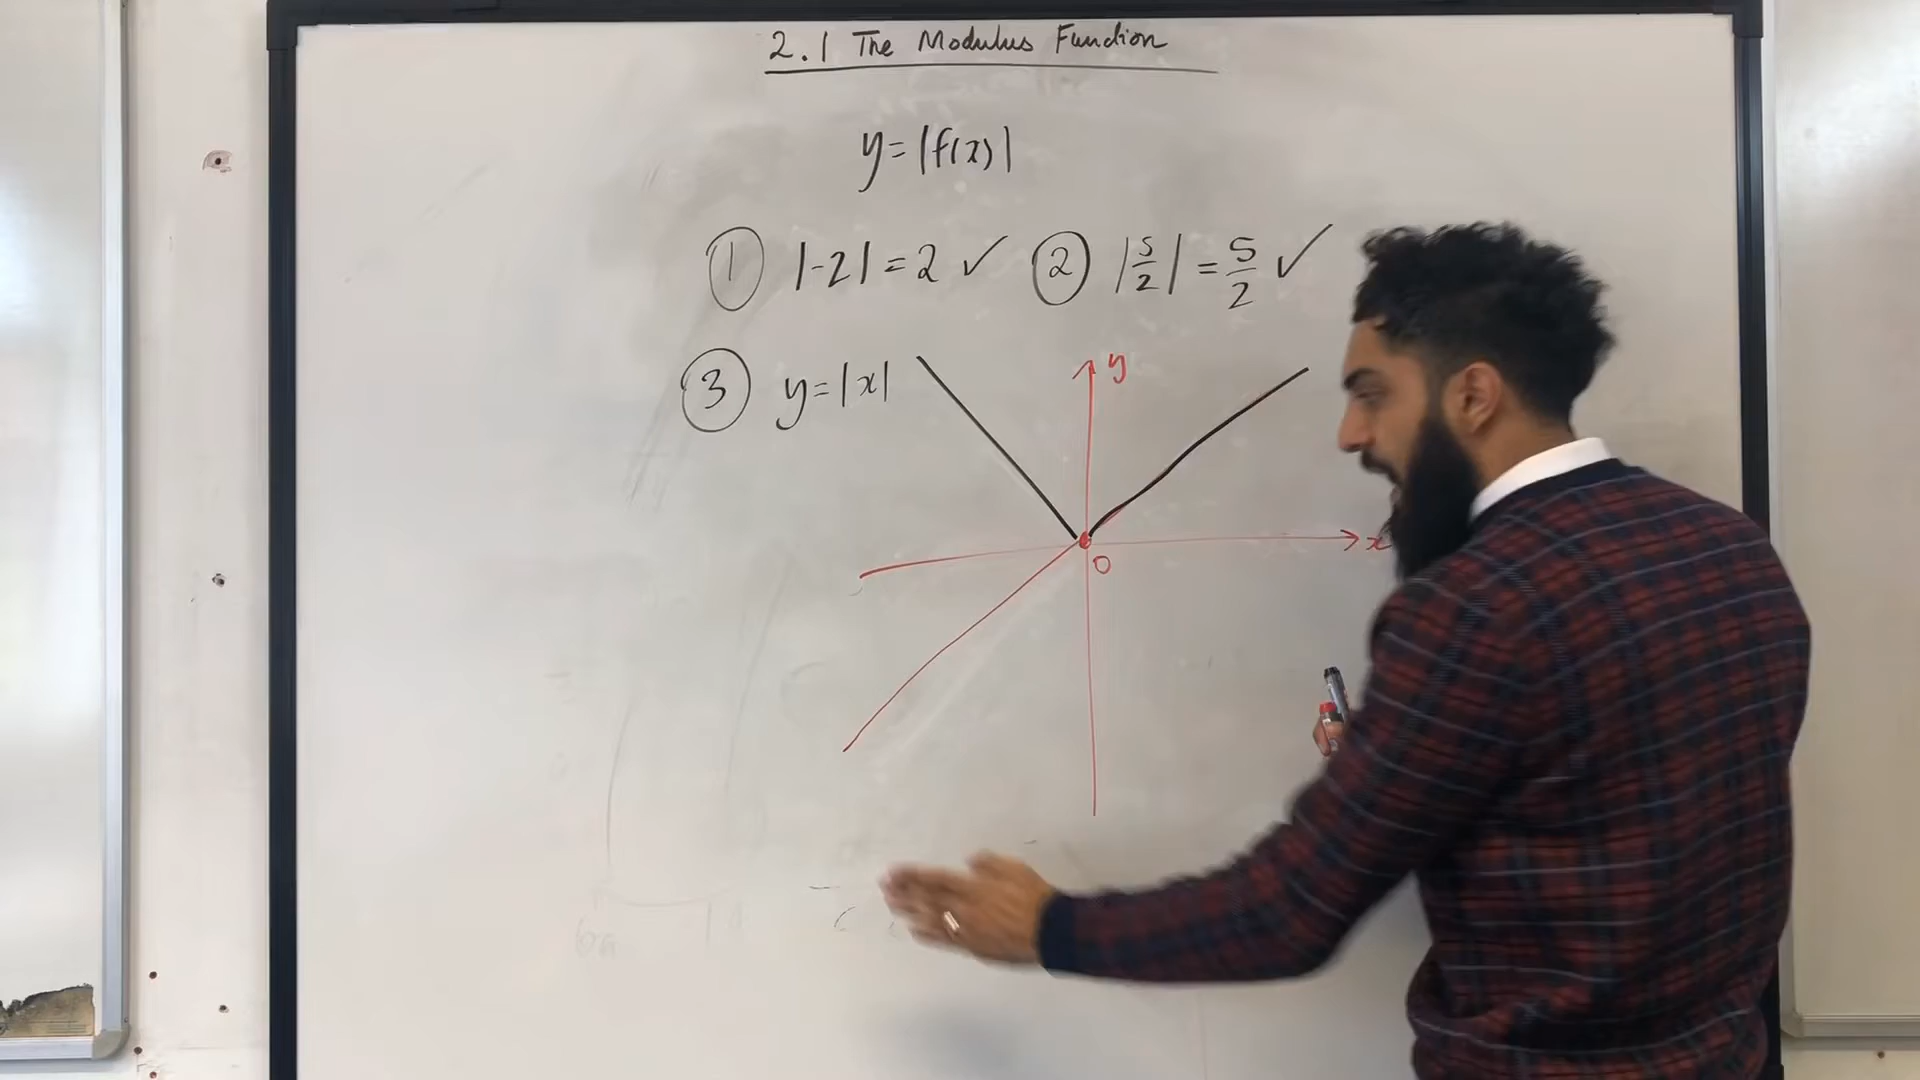 2.1 The Modulus Function
y=|f(x)|
① |-2|=2 ✓ ② |5/2|=5/2 ✓
③ y=|x|
y
x
0